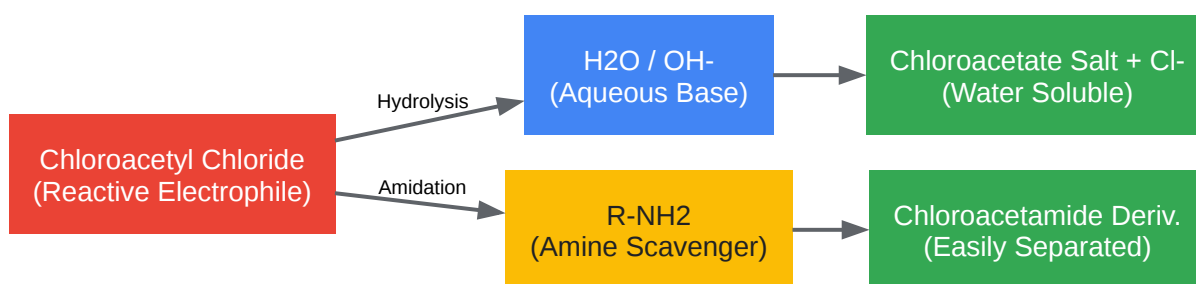 Chloroacetyl Chloride
(Reactive Electrophile)
Hydrolysis
H2O / OH-
(Aqueous Base)
Chloroacetate Salt + Cl-
(Water Soluble)
Amidation
R-NH2
(Amine Scavenger)
Chloroacetamide Deriv.
(Easily Separated)